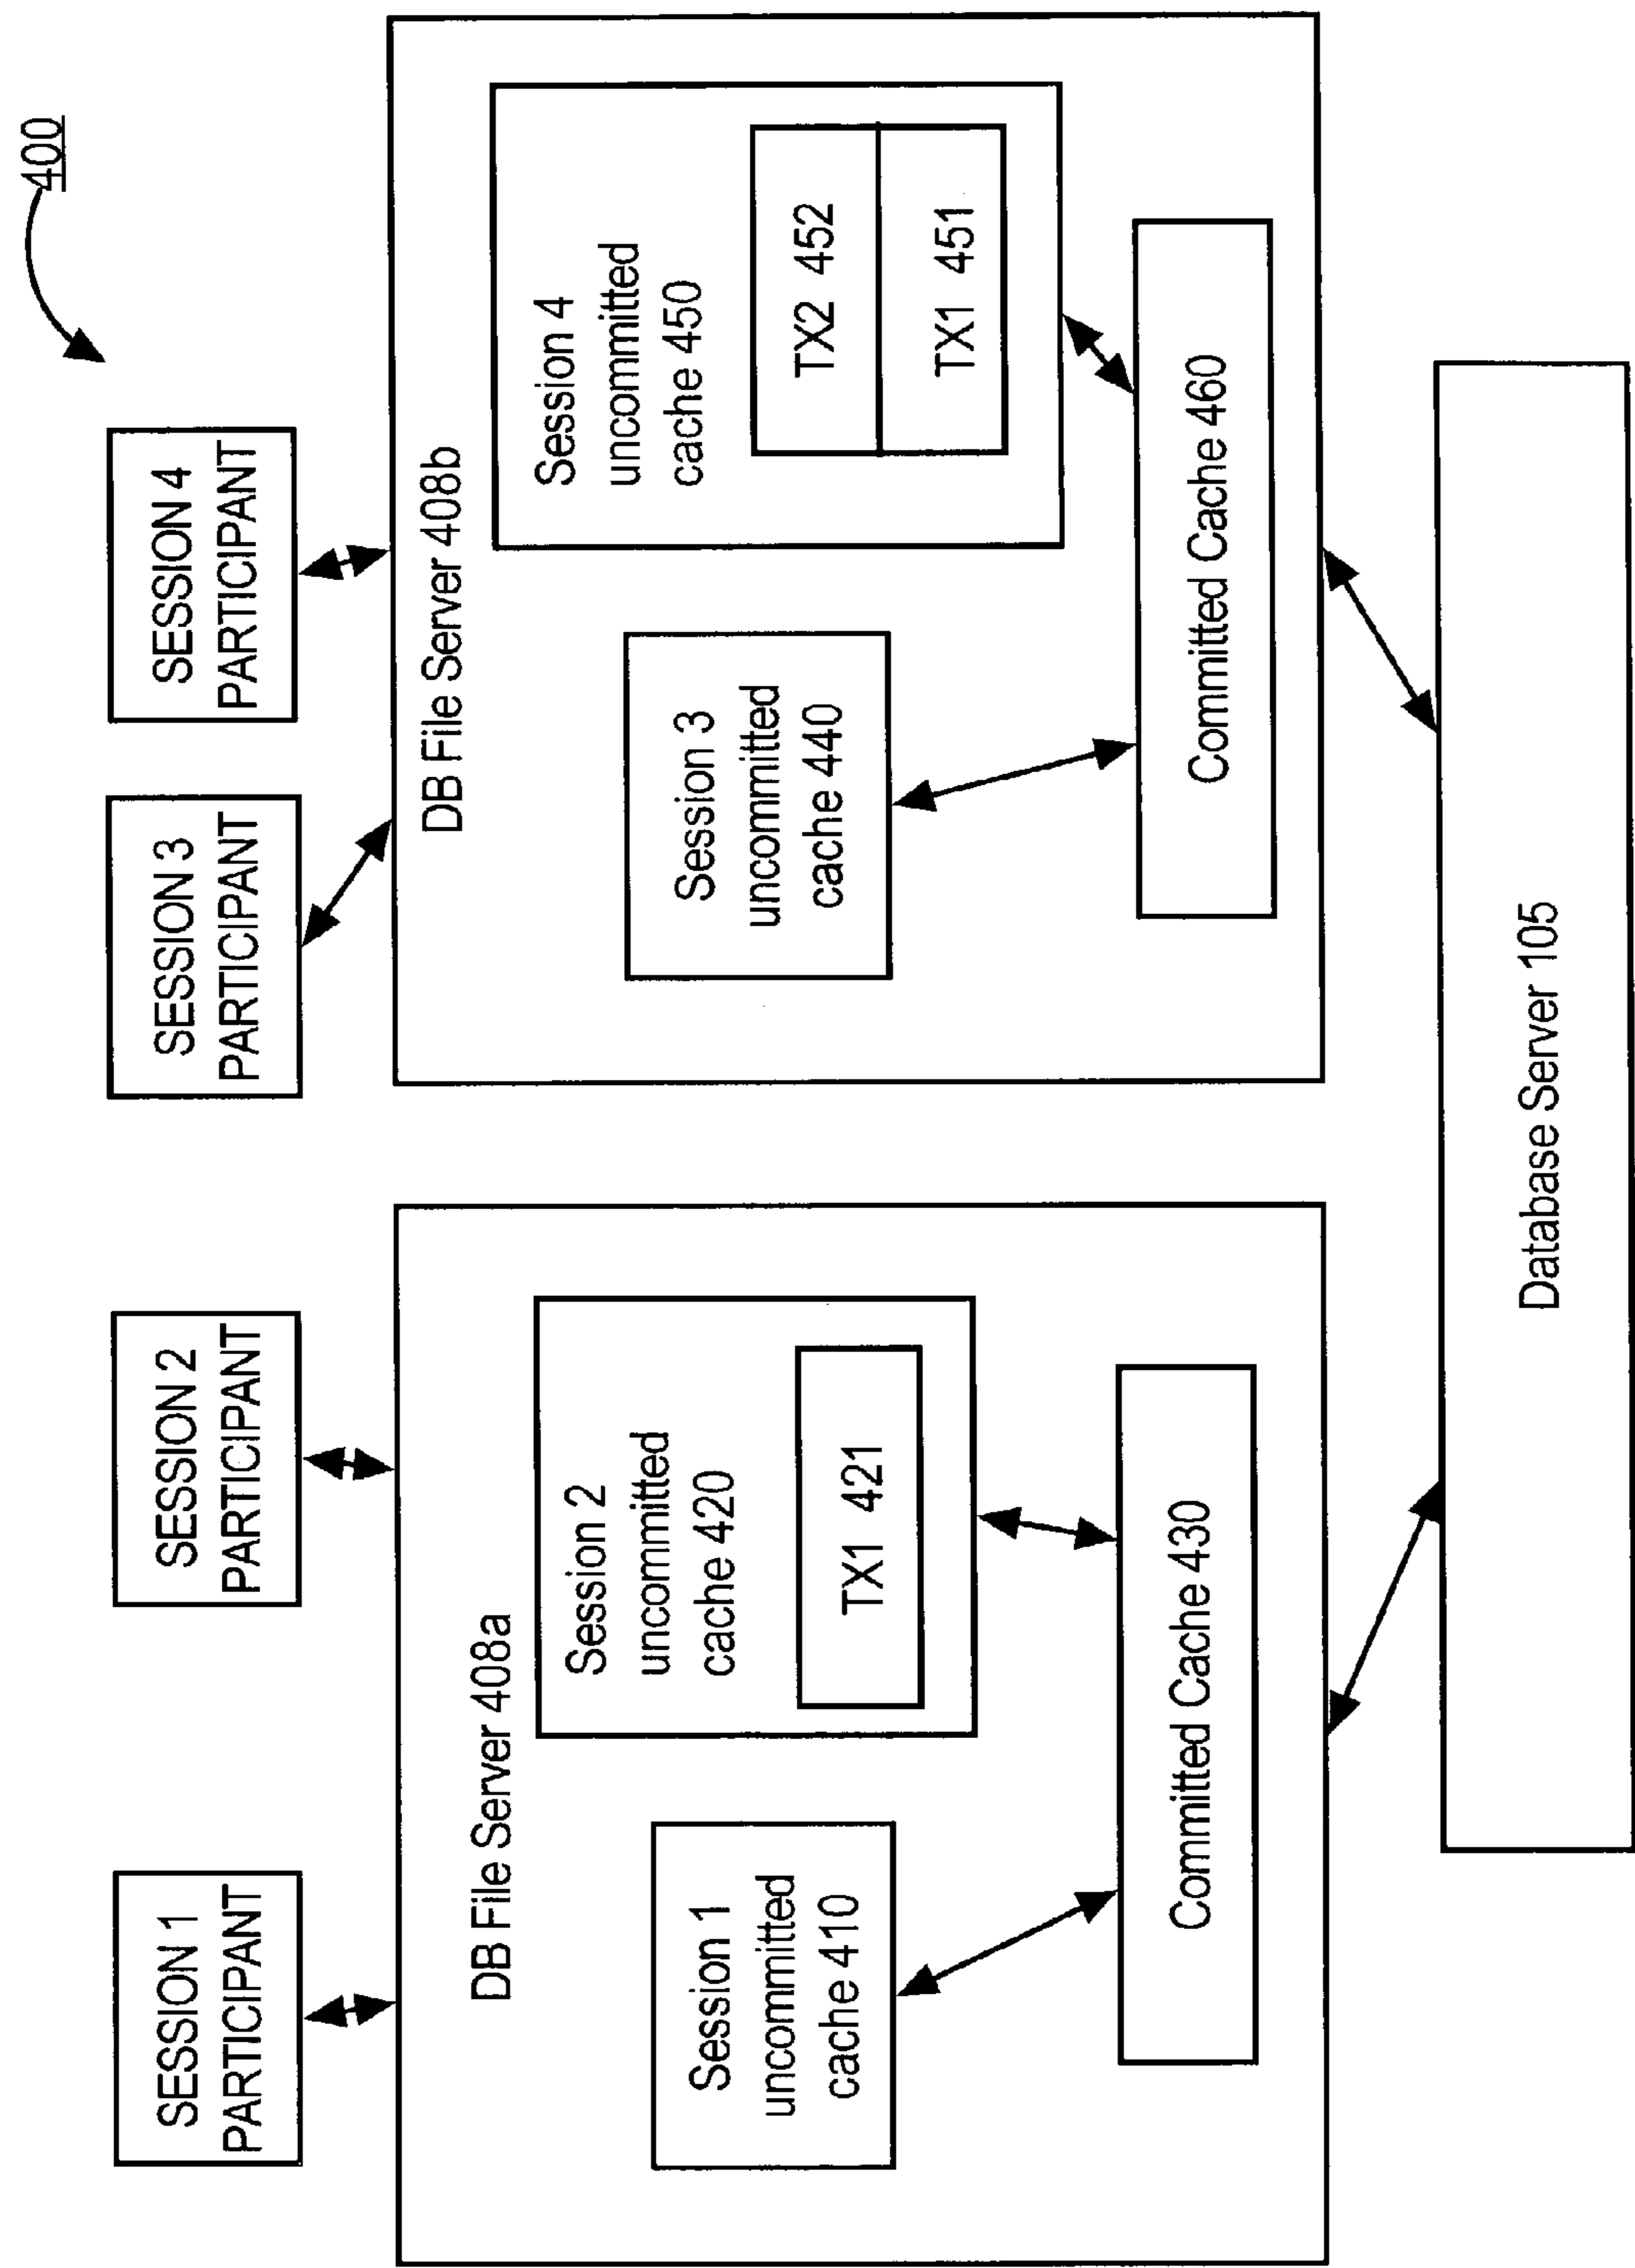 400
SESSION 1
PARTICIPANT
SESSION 2
PARTICIPANT
SESSION 3
PARTICIPANT
SESSION 4
PARTICIPANT
DB File Server 408a
Session 1
uncommitted
cache 410
Session 2
uncommitted
cache 420
TX1 421
Committed Cache 430
DB File Server 408b
Session 3
uncommitted
cache 440
Session 4
uncommitted
cache 450
TX2 452
TX1 451
Committed Cache 460
Database Server 105